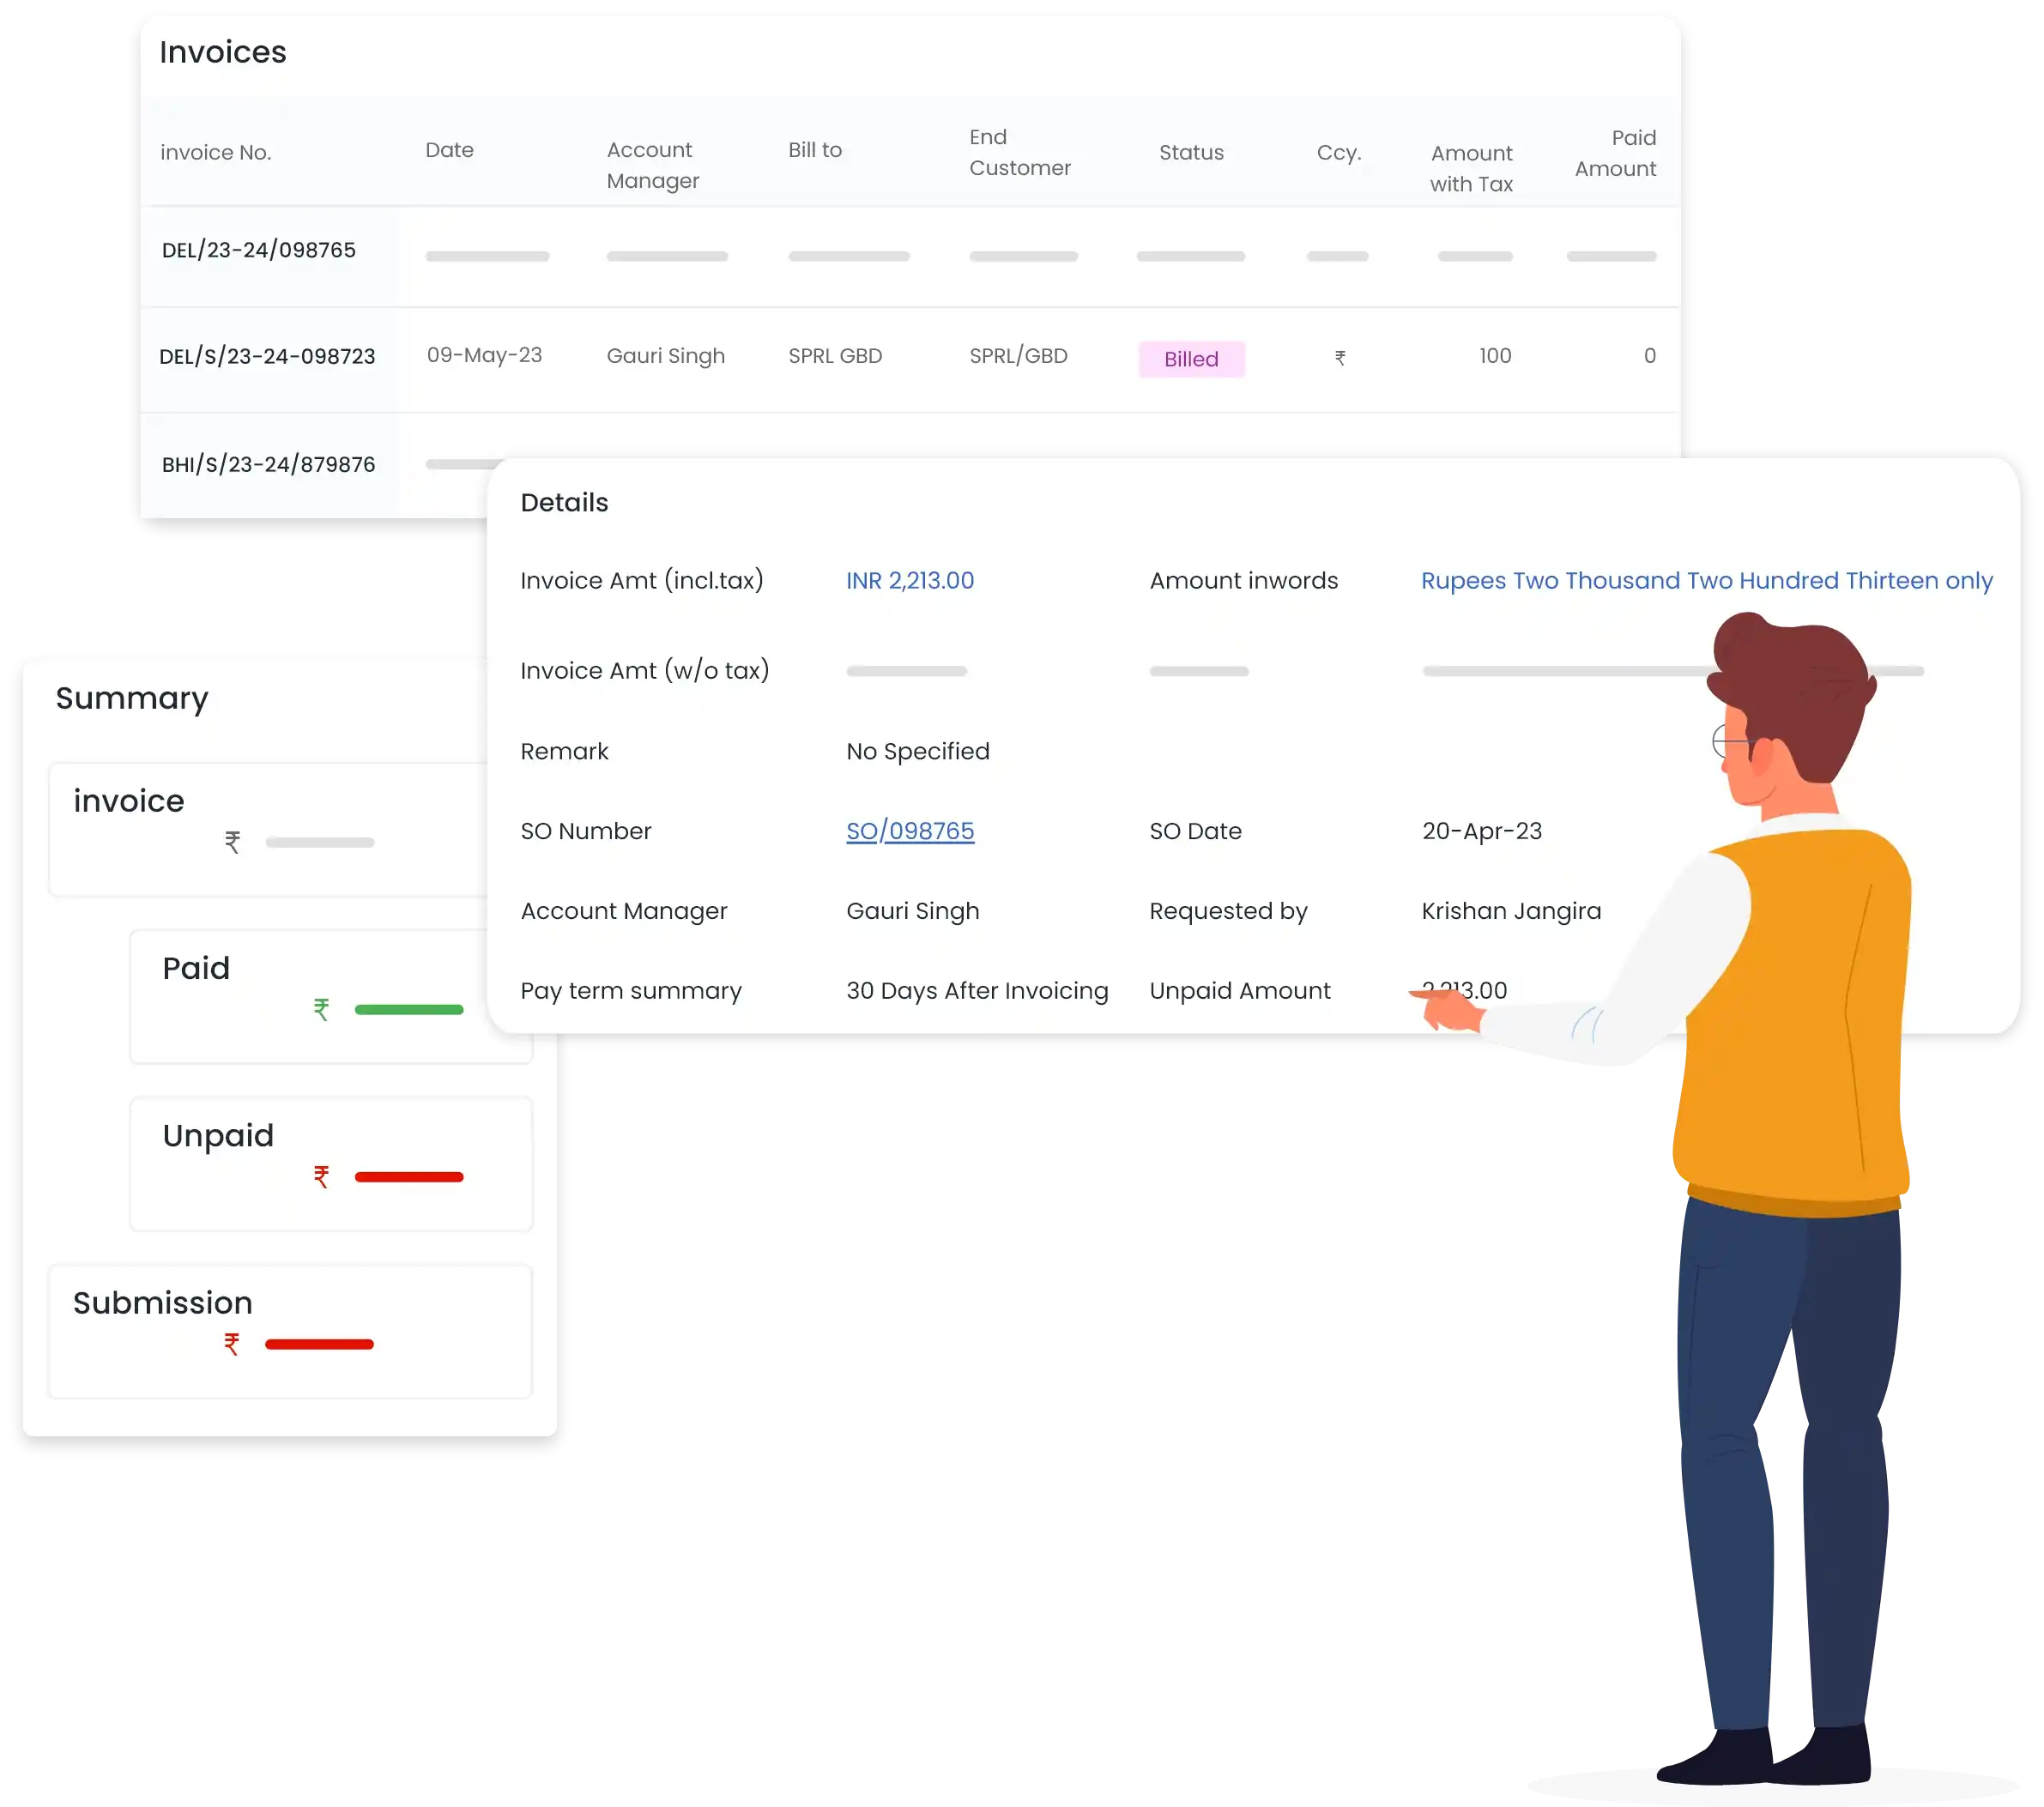 Invoices
invoice No. Date Account Manager Bill to End Customer Status Ccy. Amount with Tax Paid Amount
DEL/23-24/098765
DEL/S/23-24-098723 09-May-23 Gauri Singh SPRL GBD SPRL/GBD Billed ₹ 100 0
BHI/S/23-24/879876
Details
Invoice Amt (incl.tax) INR 2,213.00 Amount inwords Rupees Two Thousand Two Hundred Thirteen only
Invoice Amt (w/o tax)
Remark No Specified
SO Number SO/098765 SO Date 20-Apr-23
Account Manager Gauri Singh Requested by Krishan Jangira
Pay term summary 30 Days After Invoicing Unpaid Amount 2,213.00
Summary
invoice
₹
Paid
₹
Unpaid
₹
Submission
₹